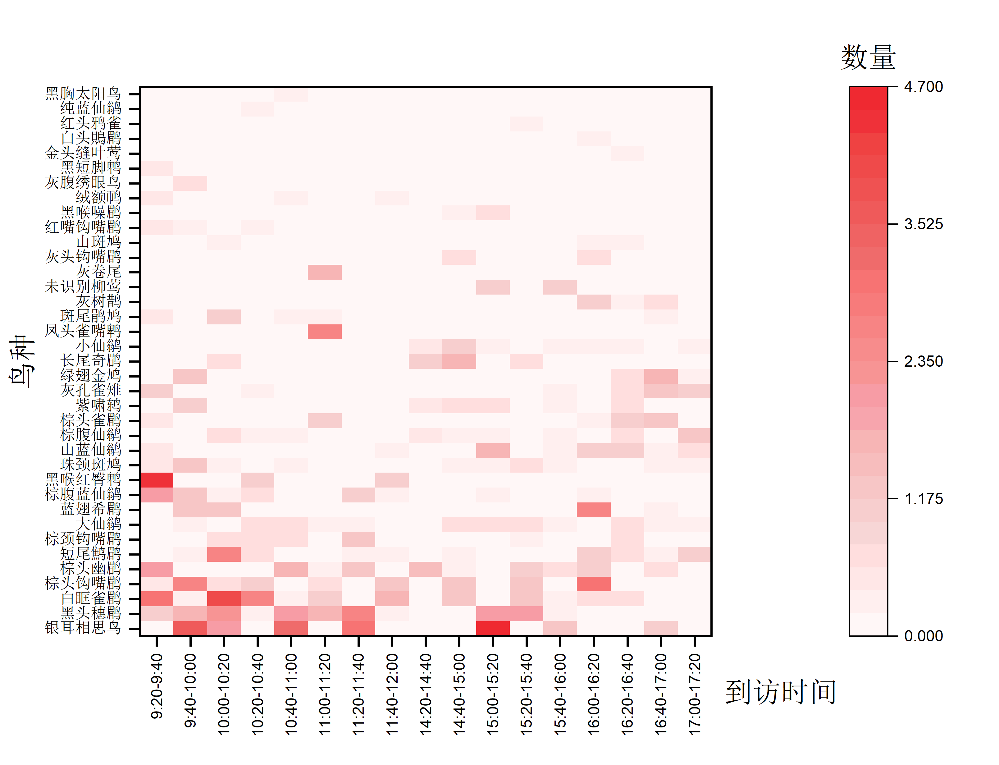 数量
4.700
3.525
2.350
1.175
0.000
鸟种
黑胸太阳鸟
纯蓝仙鹟
红头鸦雀
白头鵙鹛
金头缝叶莺
黑短脚鹎
灰腹绣眼鸟
绒额䴓
黑喉噪鹛
红嘴钩嘴鹛
山斑鸠
灰头钩嘴鹛
灰卷尾
未识别柳莺
灰树鹊
斑尾鹃鸠
凤头雀嘴鹎
小仙鹟
长尾奇鹛
绿翅金鸠
灰孔雀雉
紫啸鸫
棕头雀鹛
棕腹仙鹟
山蓝仙鹟
珠颈斑鸠
黑喉红臀鹎
棕腹蓝仙鹟
蓝翅希鹛
大仙鹟
棕颈钩嘴鹛
短尾鹪鹛
棕头幽鹛
棕头钩嘴鹛
白眶雀鹛
黑头穗鹛
银耳相思鸟
9:20-9:40
9:40-10:00
10:00-10:20
10:20-10:40
10:40-11:00
11:00-11:20
11:20-11:40
11:40-12:00
14:20-14:40
14:40-15:00
15:00-15:20
15:20-15:40
15:40-16:00
16:00-16:20
16:20-16:40
16:40-17:00
17:00-17:20
到访时间